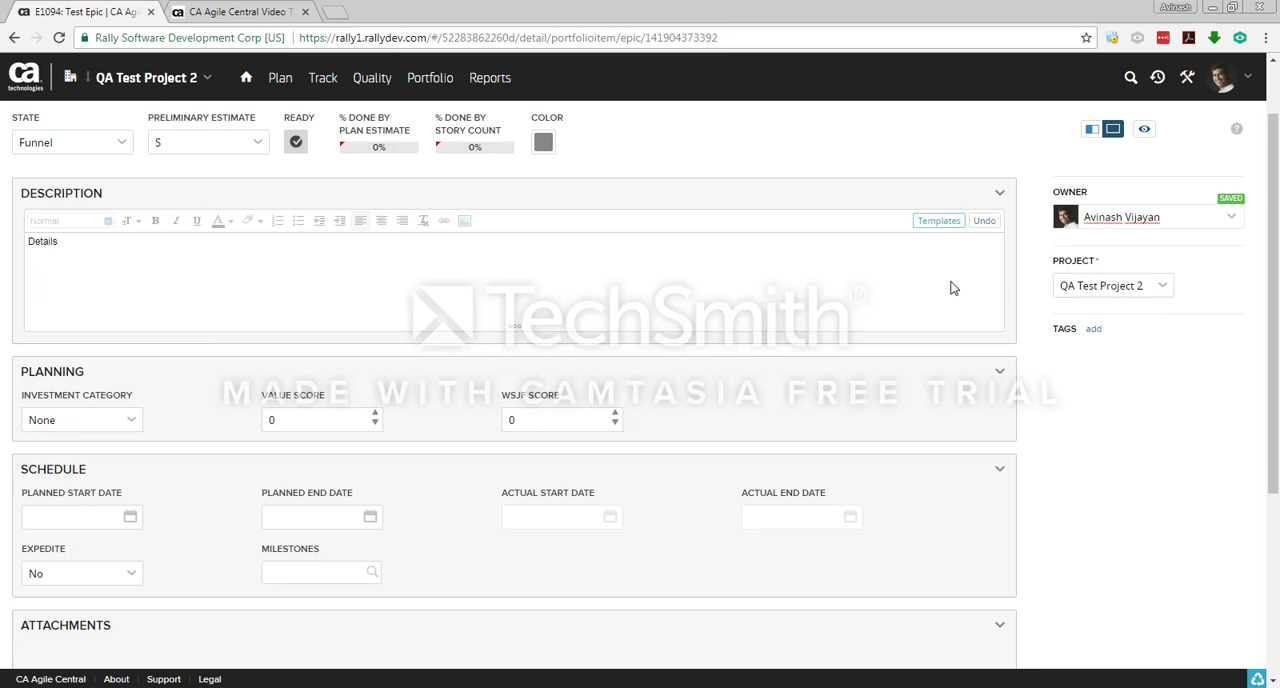 E1094: Test Epic | CA Ag
CA Agile Central Video T
Avinash
Rally Software Development Corp [US]
https://rally1.rallydev.com/#/52283862260d/detail/portfolioitem/epic/141904373392
ca
technologies
QA Test Project 2
Plan
Track
Quality
Portfolio
Reports
STATE
PRELIMINARY ESTIMATE
READY
% DONE BY
PLAN ESTIMATE
% DONE BY
STORY COUNT
COLOR
Funnel
S
0%
0%
DESCRIPTION
Normal
Templates
Undo
Details
OWNER
SAVED
Avinash Vijayan
PROJECT*
QA Test Project 2
TAGS add
TechSmith®
MADE WITH CAMTASIA FREE TRIAL
PLANNING
INVESTMENT CATEGORY
VALUE SCORE
WSJF SCORE
None
0
0
SCHEDULE
PLANNED START DATE
PLANNED END DATE
ACTUAL START DATE
ACTUAL END DATE
EXPEDITE
MILESTONES
No
ATTACHMENTS
CA Agile Central
About
Support
Legal